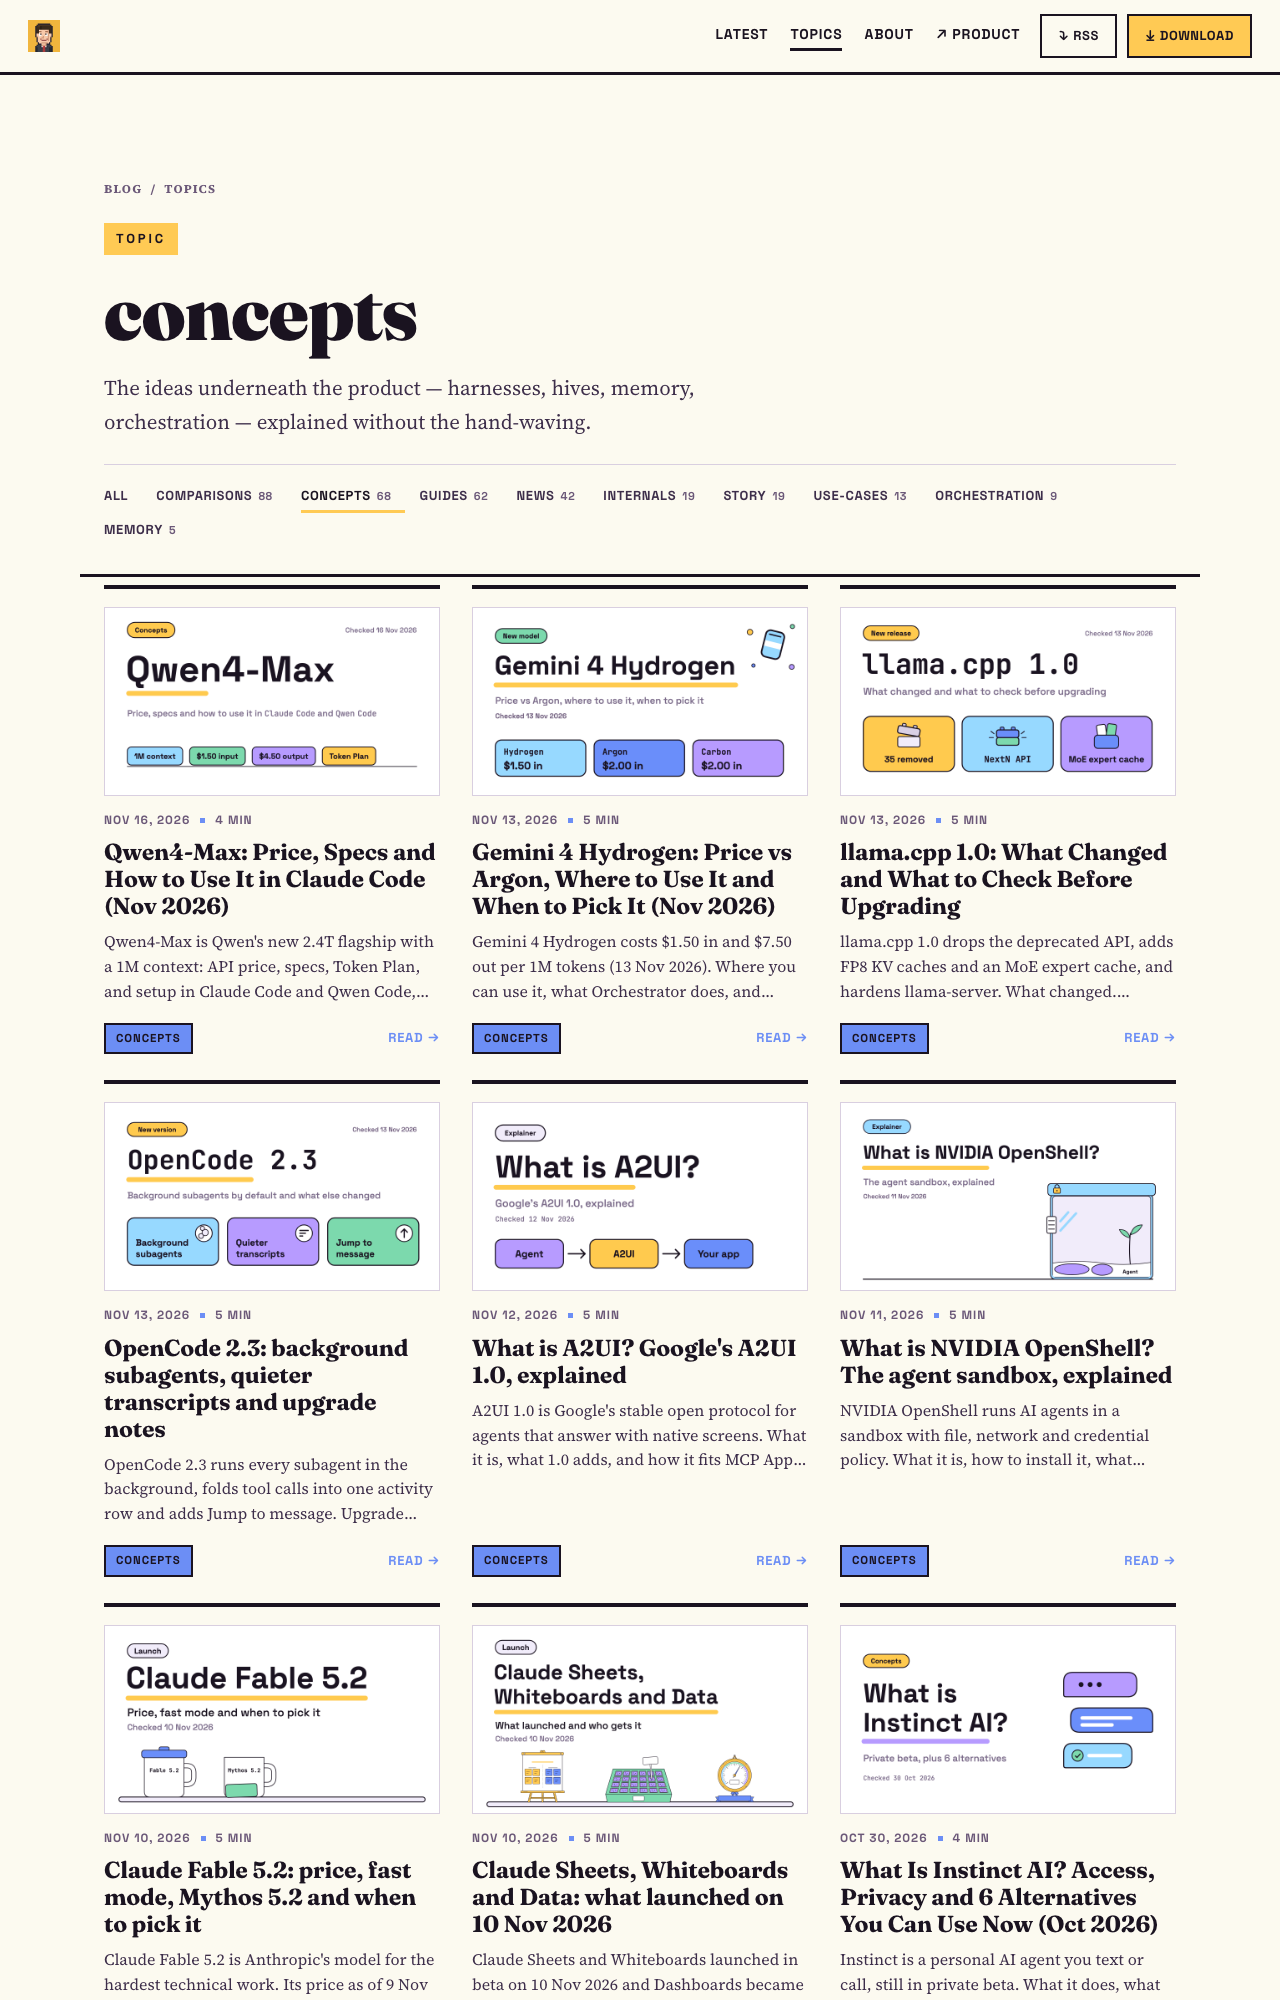 LATEST TOPICS ABOUT ↗ PRODUCT ⤵ RSS ⤓ DOWNLOAD
BLOG / TOPICS
TOPIC
concepts
The ideas underneath the product — harnesses, hives, memory,
orchestration — explained without the hand-waving.
ALL COMPARISONS 88 CONCEPTS 68 GUIDES 62 NEWS 42 INTERNALS 19 STORY 19 USE-CASES 13 ORCHESTRATION 9
MEMORY 5
Concepts Checked 16 Nov 2026
Qwen4-Max
Price, specs and how to use it in Claude Code and Qwen Code
1M context $1.50 input $4.50 output Token Plan
NOV 16, 2026 4 MIN
Qwen4-Max: Price, Specs and
How to Use It in Claude Code
(Nov 2026)
Qwen4-Max is Qwen's new 2.4T flagship with
a 1M context: API price, specs, Token Plan,
and setup in Claude Code and Qwen Code,...
CONCEPTS READ →
New model
Gemini 4 Hydrogen
Price vs Argon, where to use it, when to pick it
Checked 13 Nov 2026
Hydrogen Argon Carbon
$1.50 in $2.00 in $2.00 in
NOV 13, 2026 5 MIN
Gemini 4 Hydrogen: Price vs
Argon, Where to Use It and
When to Pick It (Nov 2026)
Gemini 4 Hydrogen costs $1.50 in and $7.50
out per 1M tokens (13 Nov 2026). Where you
can use it, what Orchestrator does, and...
CONCEPTS READ →
New release Checked 13 Nov 2026
llama.cpp 1.0
What changed and what to check before upgrading
35 removed NextN API MoE expert cache
NOV 13, 2026 5 MIN
llama.cpp 1.0: What Changed
and What to Check Before
Upgrading
llama.cpp 1.0 drops the deprecated API, adds
FP8 KV caches and an MoE expert cache, and
hardens llama-server. What changed....
CONCEPTS READ →
New version Checked 13 Nov 2026
OpenCode 2.3
Background subagents by default and what else changed
Background Quieter Jump to
subagents transcripts message
NOV 13, 2026 5 MIN
OpenCode 2.3: background
subagents, quieter
transcripts and upgrade
notes
OpenCode 2.3 runs every subagent in the
background, folds tool calls into one activity
row and adds Jump to message. Upgrade...
CONCEPTS READ →
Explainer
What is A2UI?
Google's A2UI 1.0, explained
Checked 12 Nov 2026
Agent A2UI Your app
NOV 12, 2026 5 MIN
What is A2UI? Google's A2UI
1.0, explained
A2UI 1.0 is Google's stable open protocol for
agents that answer with native screens. What
it is, what 1.0 adds, and how it fits MCP App...
CONCEPTS READ →
Explainer
What is NVIDIA OpenShell?
The agent sandbox, explained
Checked 11 Nov 2026
Agent
NOV 11, 2026 5 MIN
What is NVIDIA OpenShell?
The agent sandbox, explained
NVIDIA OpenShell runs AI agents in a
sandbox with file, network and credential
policy. What it is, how to install it, what...
CONCEPTS READ →
Launch
Claude Fable 5.2
Price, fast mode and when to pick it
Checked 10 Nov 2026
Fable 5.2 Mythos 5.2
NOV 10, 2026 5 MIN
Claude Fable 5.2: price, fast
mode, Mythos 5.2 and when
to pick it
Claude Fable 5.2 is Anthropic's model for the
hardest technical work. Its price as of 9 Nov
Launch
Claude Sheets,
Whiteboards and Data
What launched and who gets it
Checked 10 Nov 2026
NOV 10, 2026 5 MIN
Claude Sheets, Whiteboards
and Data: what launched on
10 Nov 2026
Claude Sheets and Whiteboards launched in
beta on 10 Nov 2026 and Dashboards became
Concepts
What is
Instinct AI?
Private beta, plus 6 alternatives
Checked 30 Oct 2026
OCT 30, 2026 4 MIN
What Is Instinct AI? Access,
Privacy and 6 Alternatives
You Can Use Now (Oct 2026)
Instinct is a personal AI agent you text or
call, still in private beta. What it does, what